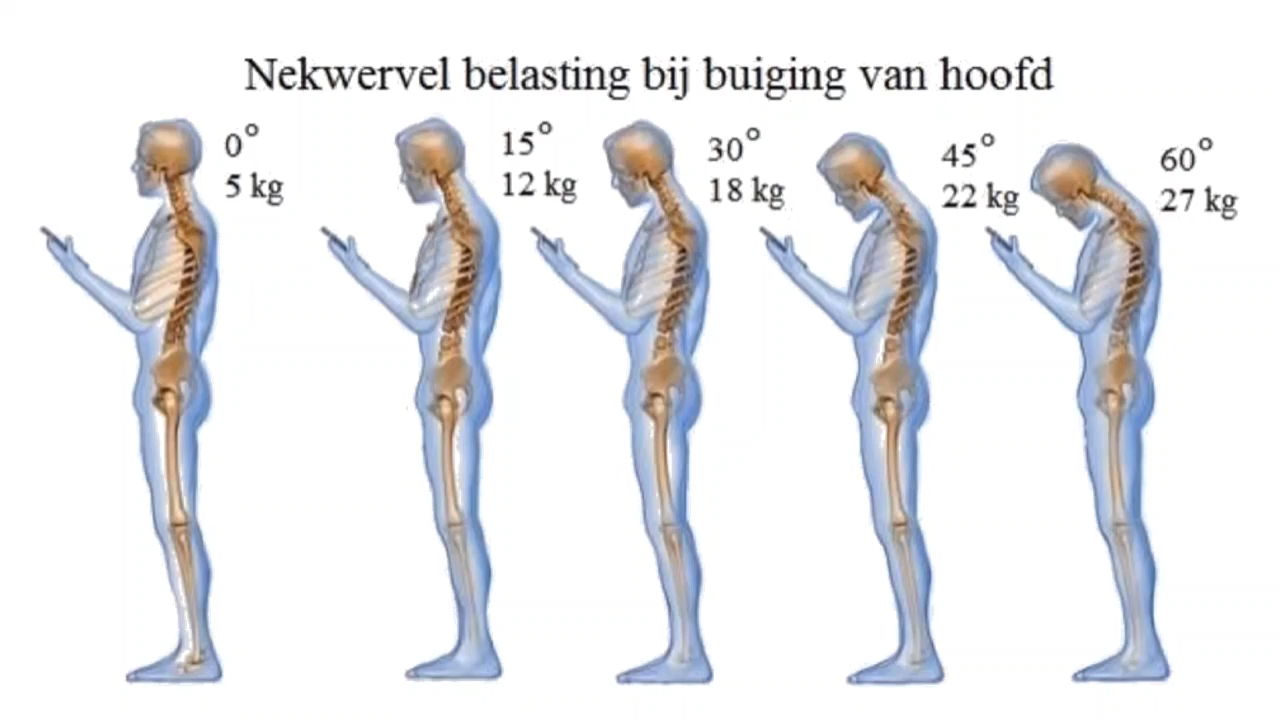 Nekwervel belasting bij buiging van hoofd
0°
5 kg
15°
12 kg
30°
18 kg
45°
22 kg
60°
27 kg